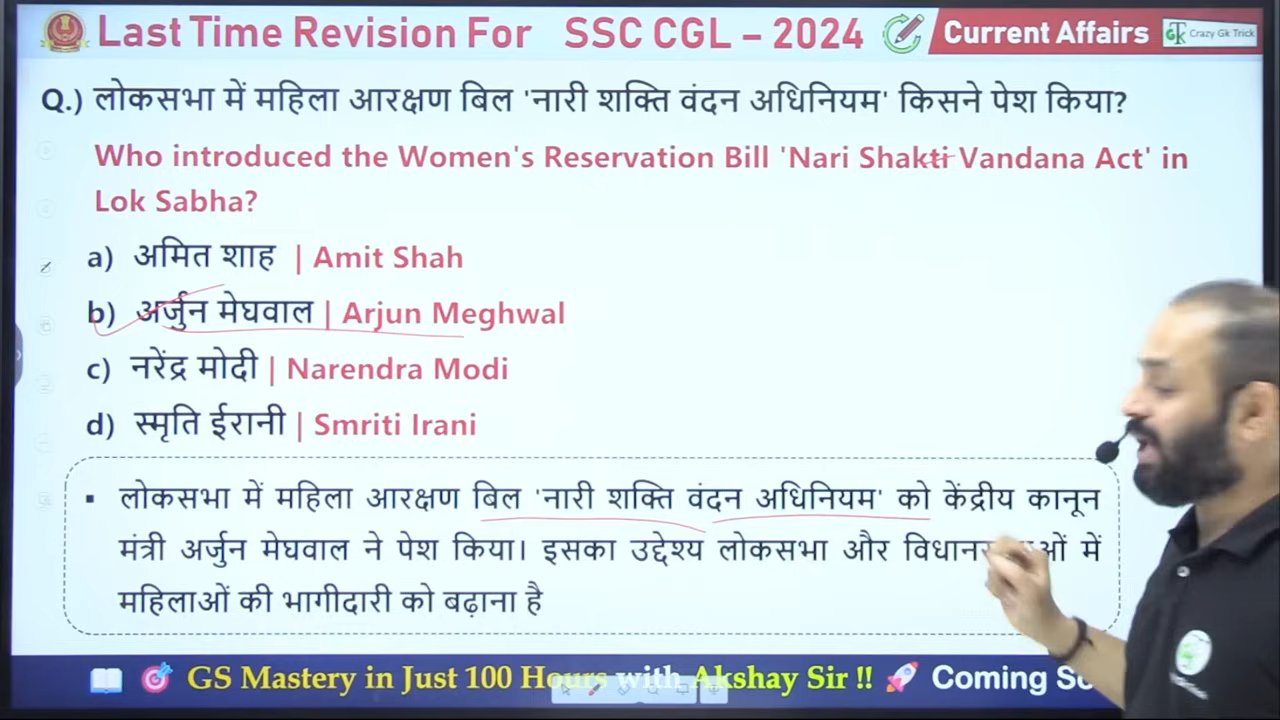 Last Time Revision For SSC CGL – 2024 Current Affairs GK Crazy Gk Trick
Q.) लोकसभा में महिला आरक्षण बिल 'नारी शक्ति वंदन अधिनियम' किसने पेश किया?
Who introduced the Women's Reservation Bill 'Nari Shakti Vandana Act' in
Lok Sabha?
a) अमित शाह | Amit Shah
b) अर्जुन मेघवाल | Arjun Meghwal
c) नरेंद्र मोदी | Narendra Modi
d) स्मृति ईरानी | Smriti Irani
▪ लोकसभा में महिला आरक्षण बिल 'नारी शक्ति वंदन अधिनियम' को केंद्रीय कानून
मंत्री अर्जुन मेघवाल ने पेश किया। इसका उद्देश्य लोकसभा और में
महिलाओं की भागीदारी को बढ़ाना है
GS Mastery in Just 100 Hours with Akshay Sir !! Coming